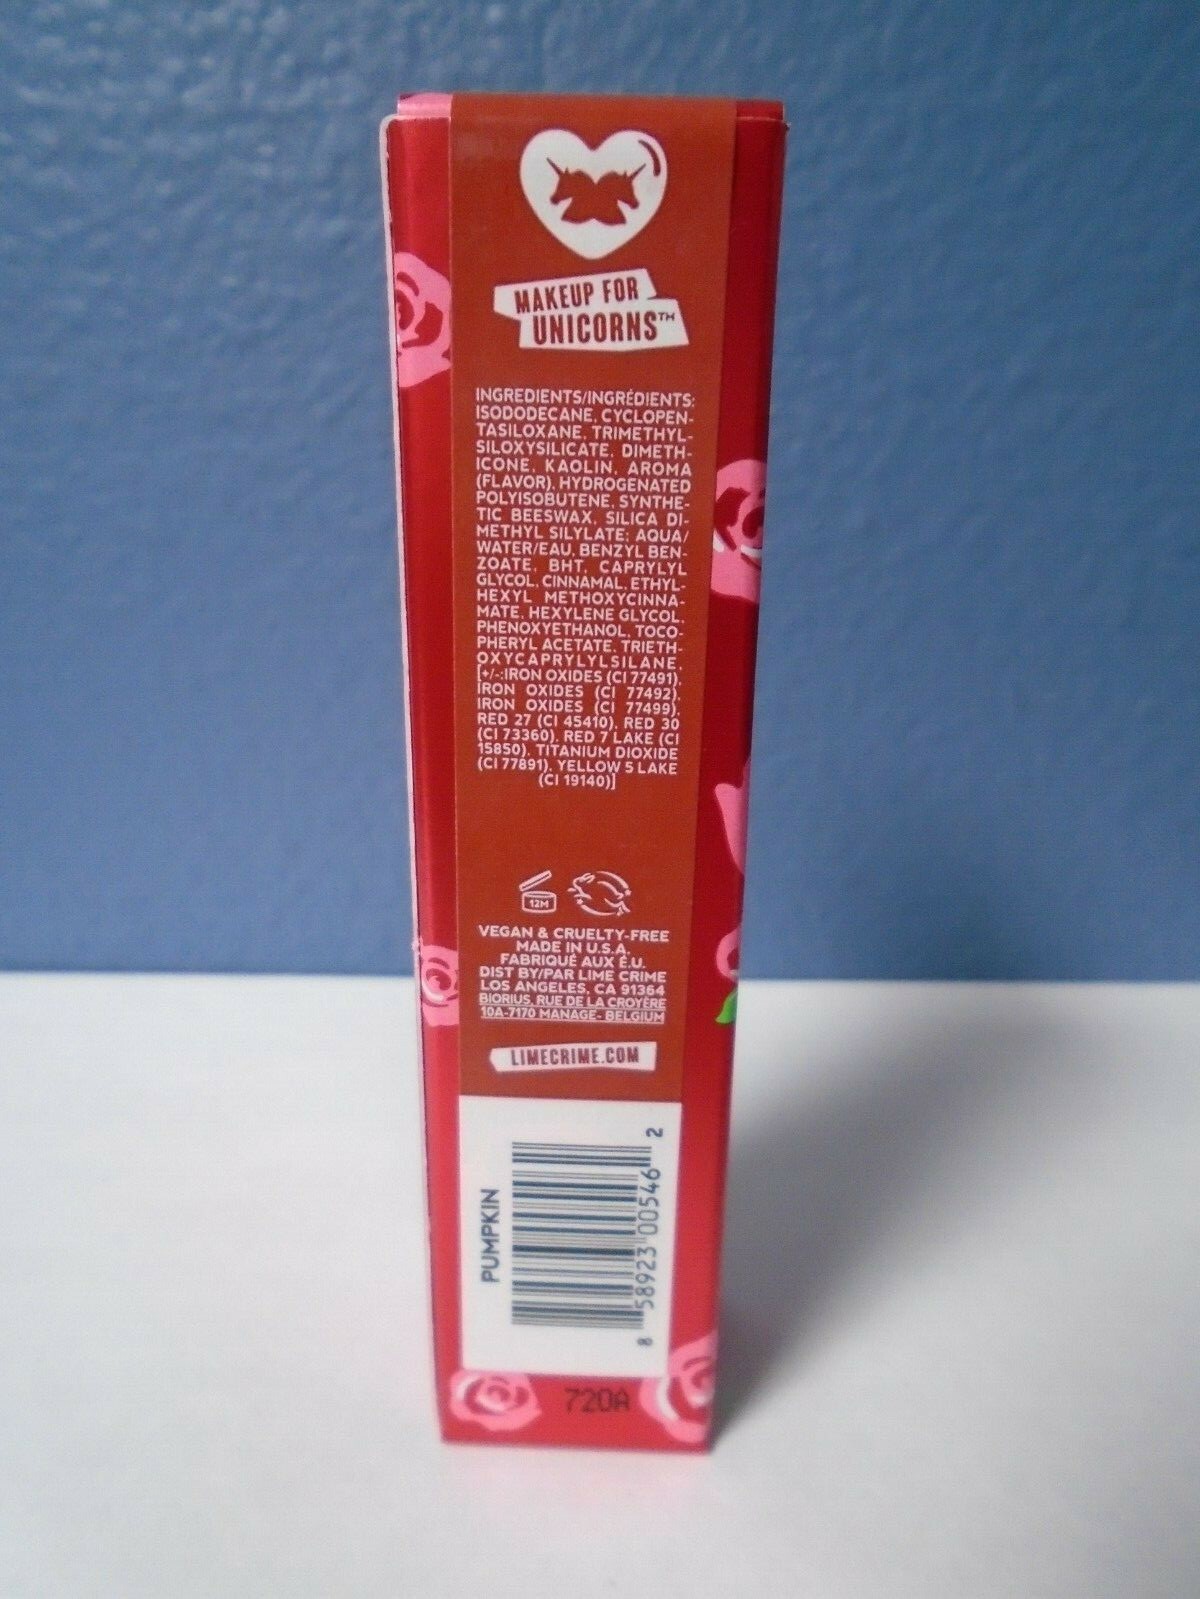 MAKEUP FOR
UNICORNS™
INGREDIENTS/INGRÉDIENTS:
ISODODECANE, CYCLOPEN-
TASILOXANE, TRIMETHYL-
SILOXYSILICATE, DIMETH-
ICONE, KAOLIN, AROMA
(FLAVOR), HYDROGENATED
POLYISOBUTENE, SYNTHE-
TIC BEESWAX, SILICA DI-
METHYL SILYLATE; AQUA/
WATER/EAU, BENZYL BEN-
ZOATE, BHT, CAPRYLYL
GLYCOL, CINNAMAL, ETHYL-
HEXYL METHOXYCINNA-
MATE, HEXYLENE GLYCOL,
PHENOXYETHANOL, TOCO-
PHERYL ACETATE, TRIETH-
OXYCAPRYLYLSILANE,
[+/-:IRON OXIDES (CI 77491),
IRON OXIDES (CI 77492),
IRON OXIDES (CI 77499),
RED 27 (CI 45410), RED 30
(CI 73360), RED 7 LAKE (CI
15850), TITANIUM DIOXIDE
(CI 77891), YELLOW 5 LAKE
(CI 19140)]
12M
VEGAN & CRUELTY-FREE
MADE IN U.S.A.
FABRIQUÉ AUX É.U.
DIST BY/PAR LIME CRIME
LOS ANGELES, CA 91364
BIORIUS, RUE DE LA CROYÈRE
10A-7170 MANAGE- BELGIUM
LIMECRIME.COM
PUMPKIN
8 58923 00546 2
720A